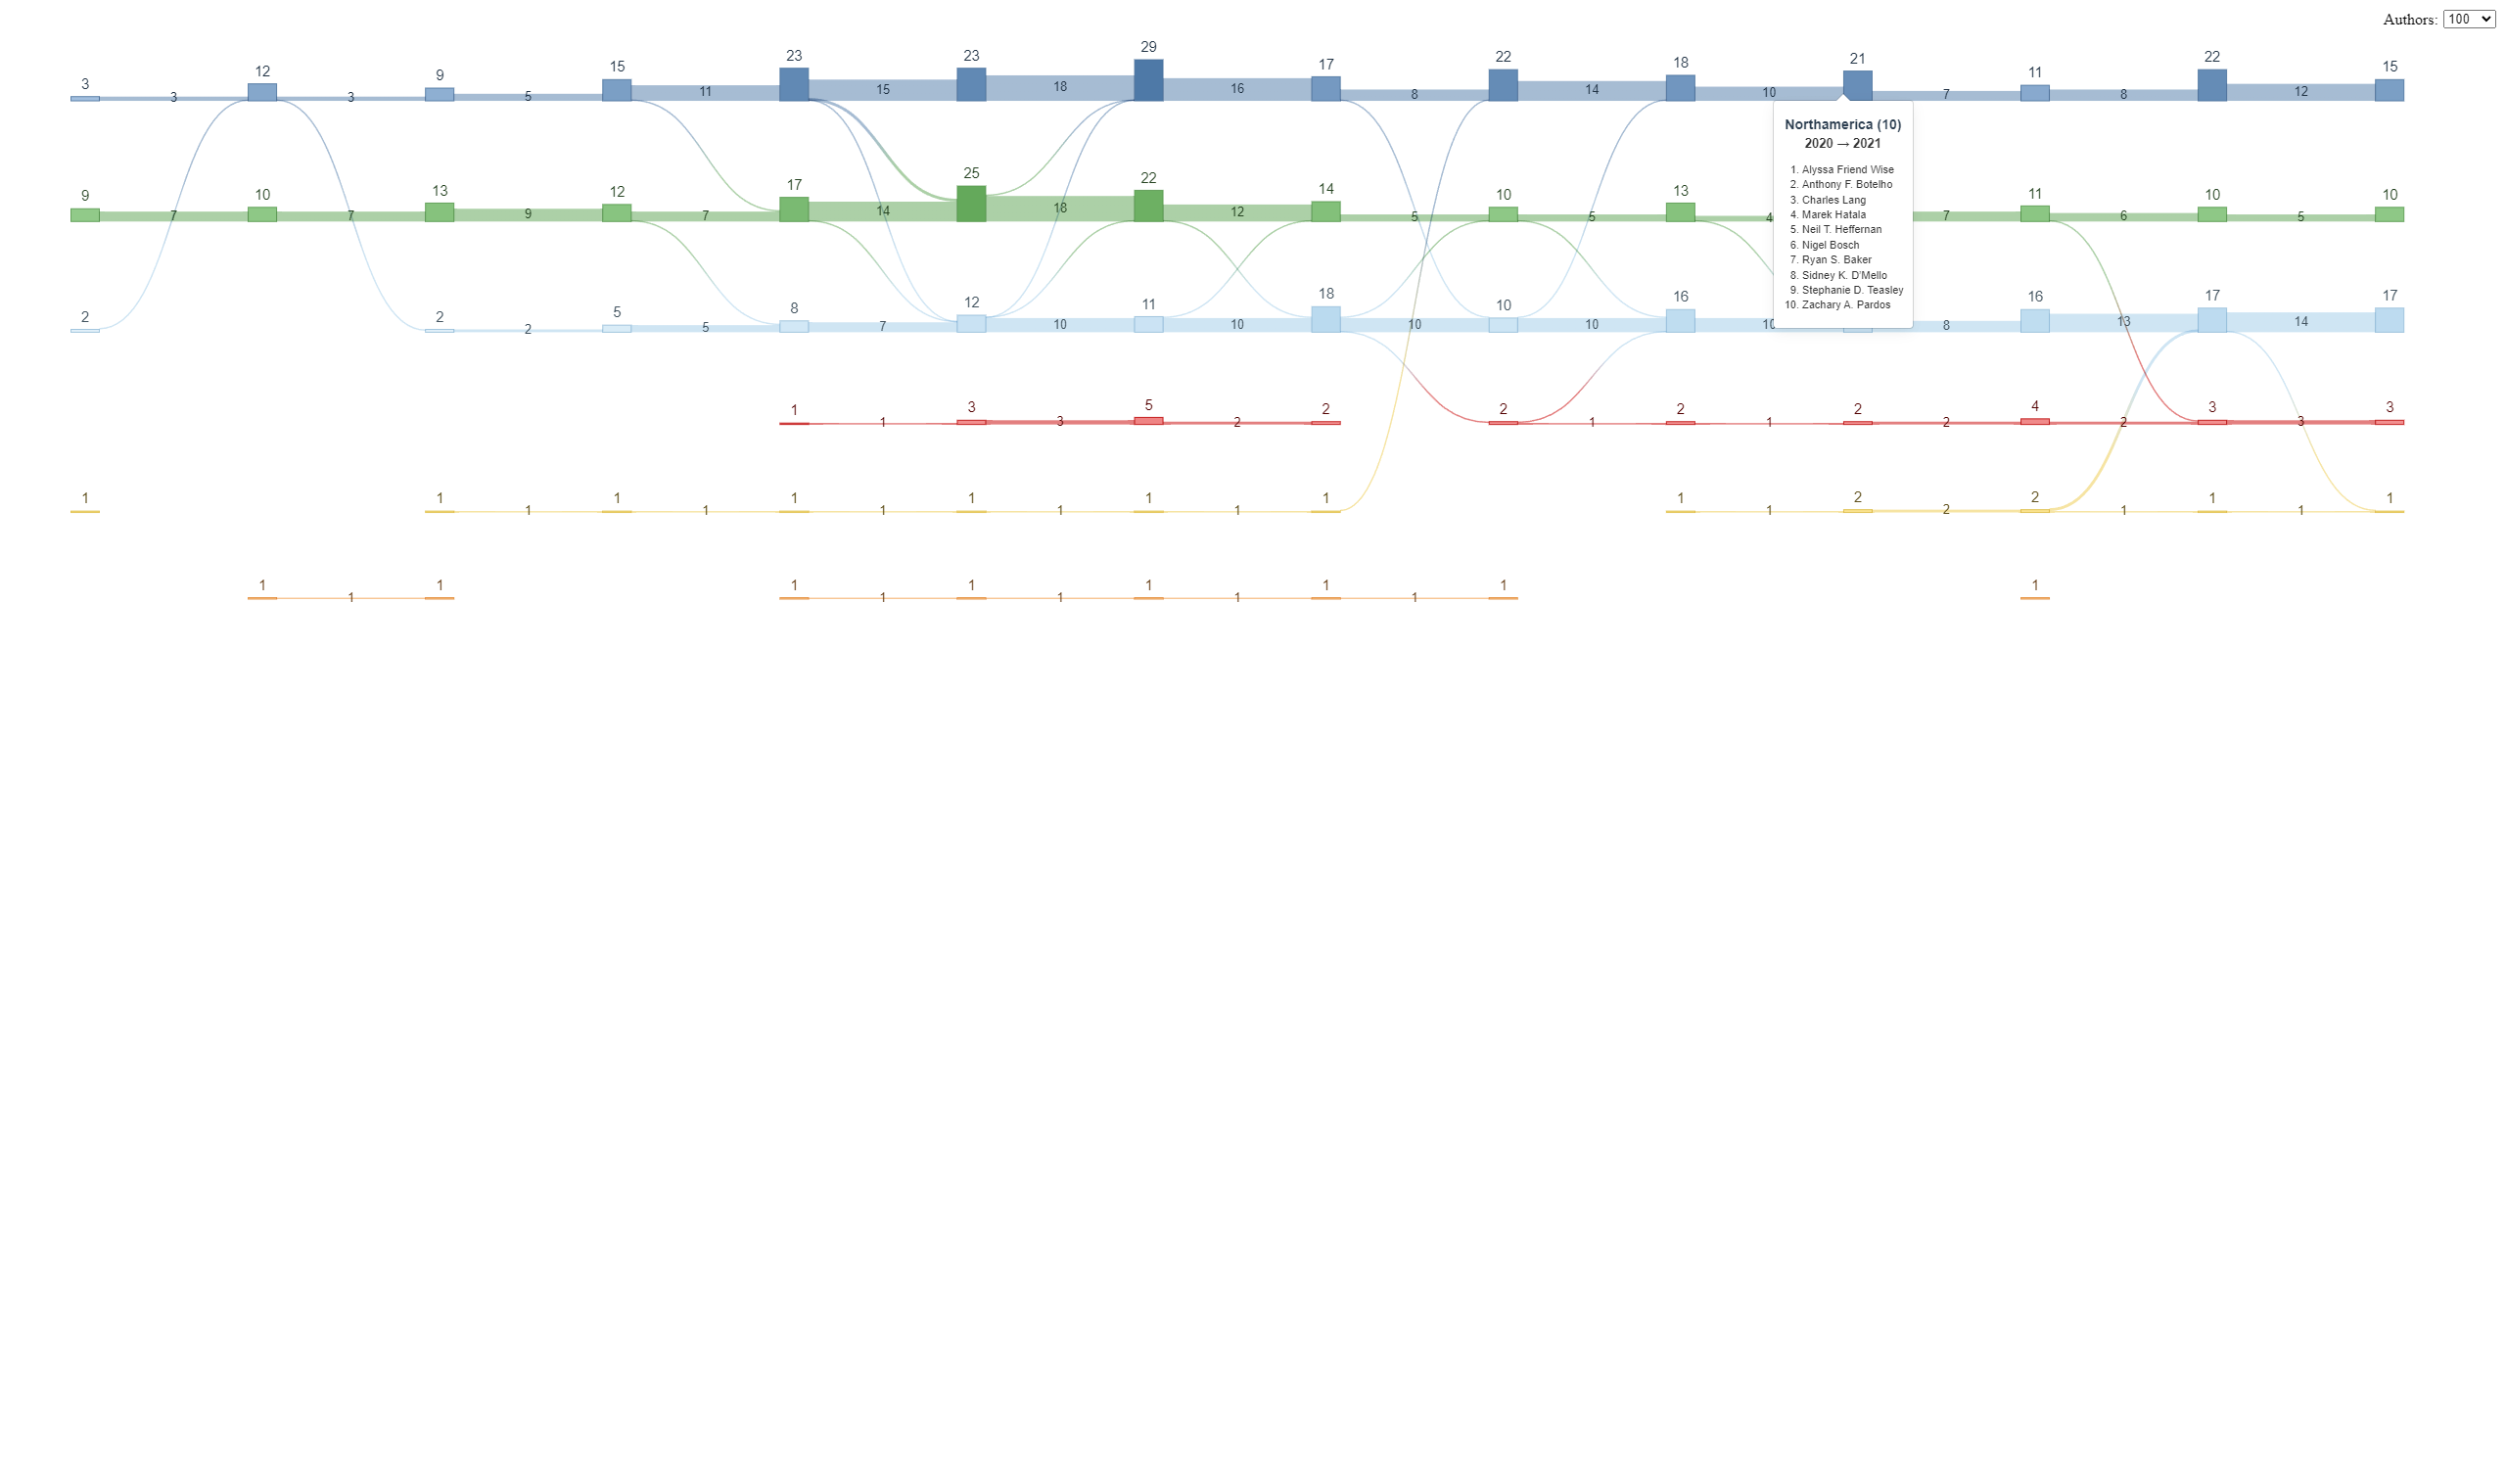 Authors: 100
3 12 9 15 23 23 29 17 22 18 21 11 22 15
3 3 5 11 15 18 16 8 14 10 7 8 12
Northamerica (10)
2020 → 2021
1. Alyssa Friend Wise
2. Anthony F. Botelho
3. Charles Lang
4. Marek Hatala
5. Neil T. Heffernan
6. Nigel Bosch
7. Ryan S. Baker
8. Sidney K. D'Mello
9. Stephanie D. Teasley
10. Zachary A. Pardos
9 10 13 12 17 25 22 14 10 13 11 10 10
7 7 9 7 14 18 12 5 5 4 7 6 5
2 2 5 8 12 11 18 10 16 16 17 17
2 5 7 10 10 10 10 10 8 13 14
1 3 5 2 2 2 2 4 3 3
1 3 2 1 1 2 2 3
1 1 1 1 1 1 1 1 2 2 1 1
1 1 1 1 1 1 2 1 1
1 1 1 1 1 1 1 1
1 1 1 1 1